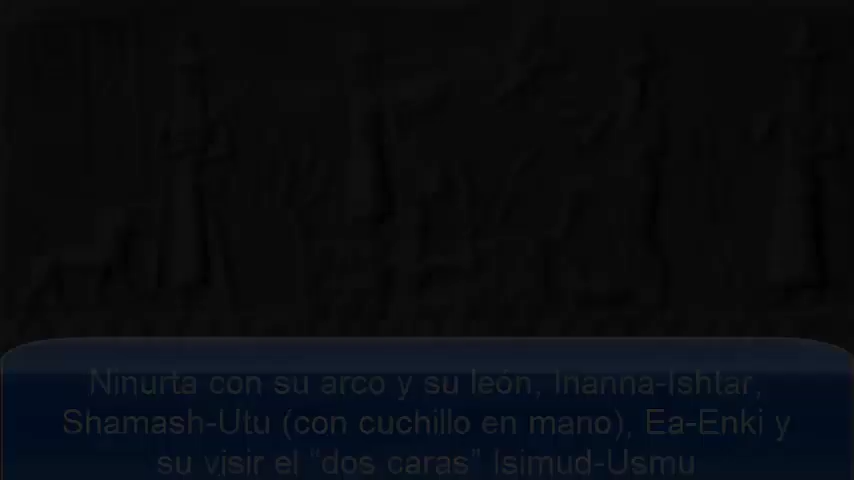 Ninurta con su arco y su león, Inanna-Ishtar,
Shamash-Utu (con cuchillo en mano), Ea-Enki y
su visir el "dos caras" Isimud-Usmu